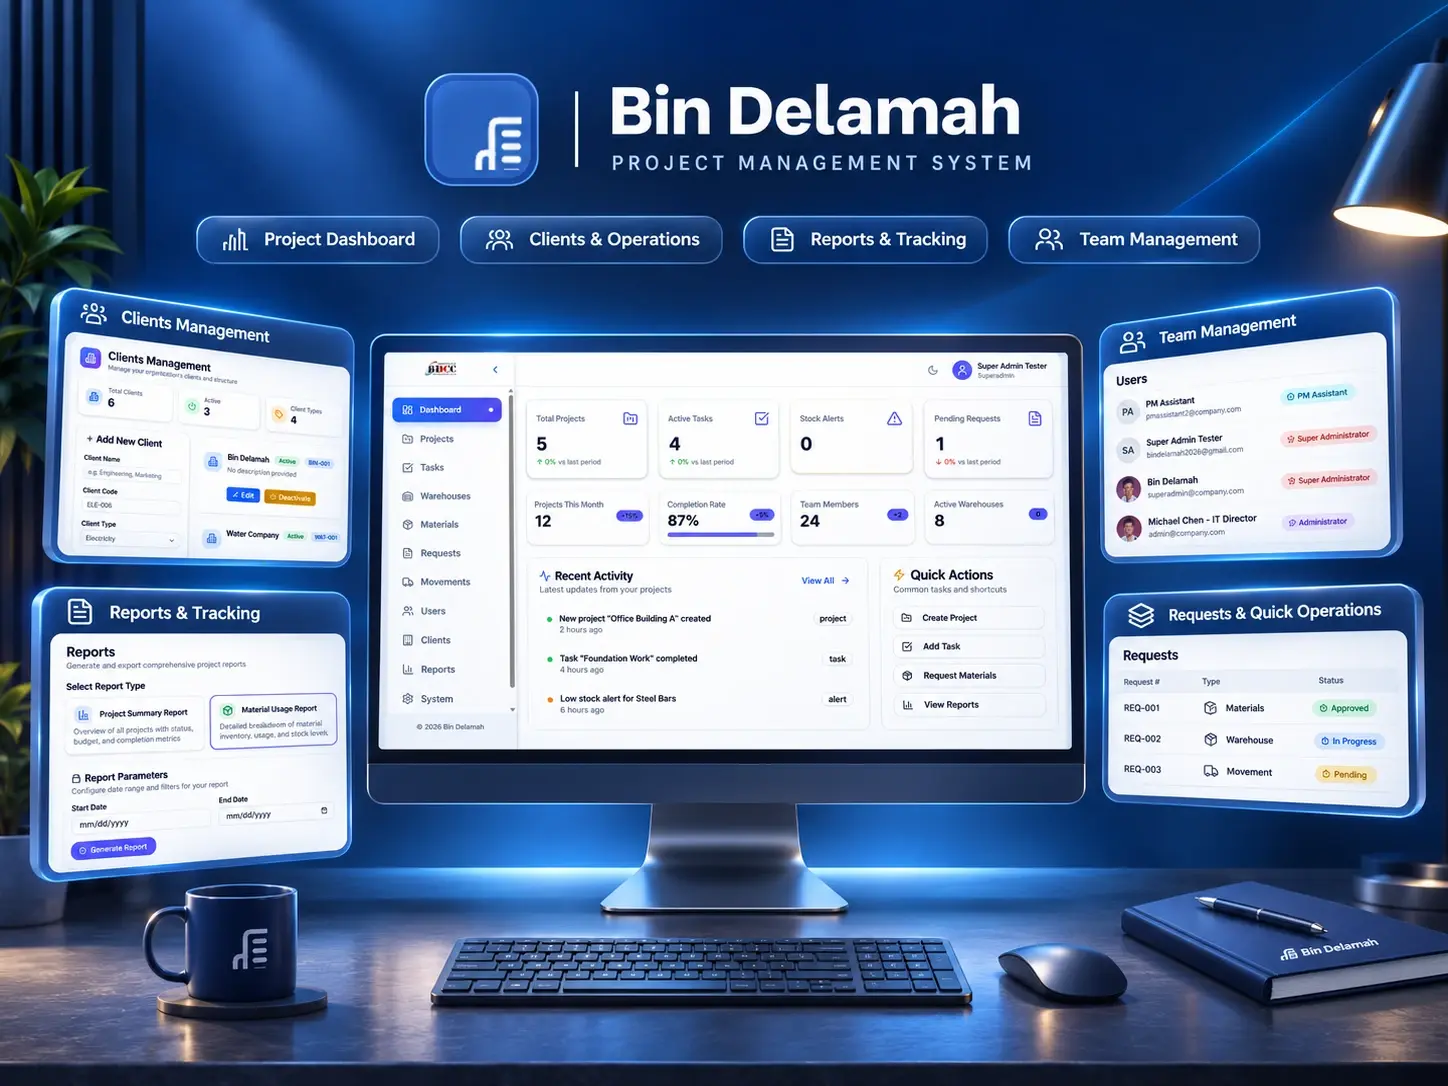 Bin Delamah
PROJECT MANAGEMENT SYSTEM
Project Dashboard
Clients & Operations
Reports & Tracking
Team Management
Clients Management
Clients Management
Manage your organization's clients and structure
Total Clients
6
Active
3
Client Types
4
+ Add New Client
Client Name
e.g. Engineering, Marketing
Client Code
ELE-006
Client Type
Electricity
Bin Delamah Active BIN-001
No description provided
Edit
Deactivate
Water Company Active WAT-001
Reports & Tracking
Reports
Generate and export comprehensive project reports
Select Report Type
Project Summary Report
Overview of all projects with status,
budget, and completion metrics
Material Usage Report
Detailed breakdown of material
inventory, usage, and stock levels
Report Parameters
Configure date range and filters for your report
Start Date
mm/dd/yyyy
End Date
mm/dd/yyyy
Generate Report
BDCC
Dashboard
Projects
Tasks
Warehouses
Materials
Requests
Movements
Users
Clients
Reports
System
© 2026 Bin Delamah
Super Admin Tester
Superadmin
Total Projects
5
↑ 0% vs last period
Active Tasks
4
↑ 0% vs last period
Stock Alerts
0
Pending Requests
1
↓ 0% vs last period
Projects This Month
12
+15%
Completion Rate
87%
+5%
Team Members
24
+2
Active Warehouses
8
0
Recent Activity
Latest updates from your projects
View All →
New project "Office Building A" created
2 hours ago
project
Task "Foundation Work" completed
4 hours ago
task
Low stock alert for Steel Bars
6 hours ago
alert
Quick Actions
Common tasks and shortcuts
Create Project
Add Task
Request Materials
View Reports
Team Management
Users
PA
PM Assistant
pmassistant2@company.com
PM Assistant
SA
Super Admin Tester
bindelamah2026@gmail.com
Super Administrator
Bin Delamah
superadmin@company.com
Super Administrator
Michael Chen - IT Director
admin@company.com
Administrator
Requests & Quick Operations
Requests
Request # Type Status
REQ-001 Materials Approved
REQ-002 Warehouse In Progress
REQ-003 Movement Pending
Bin Delamah